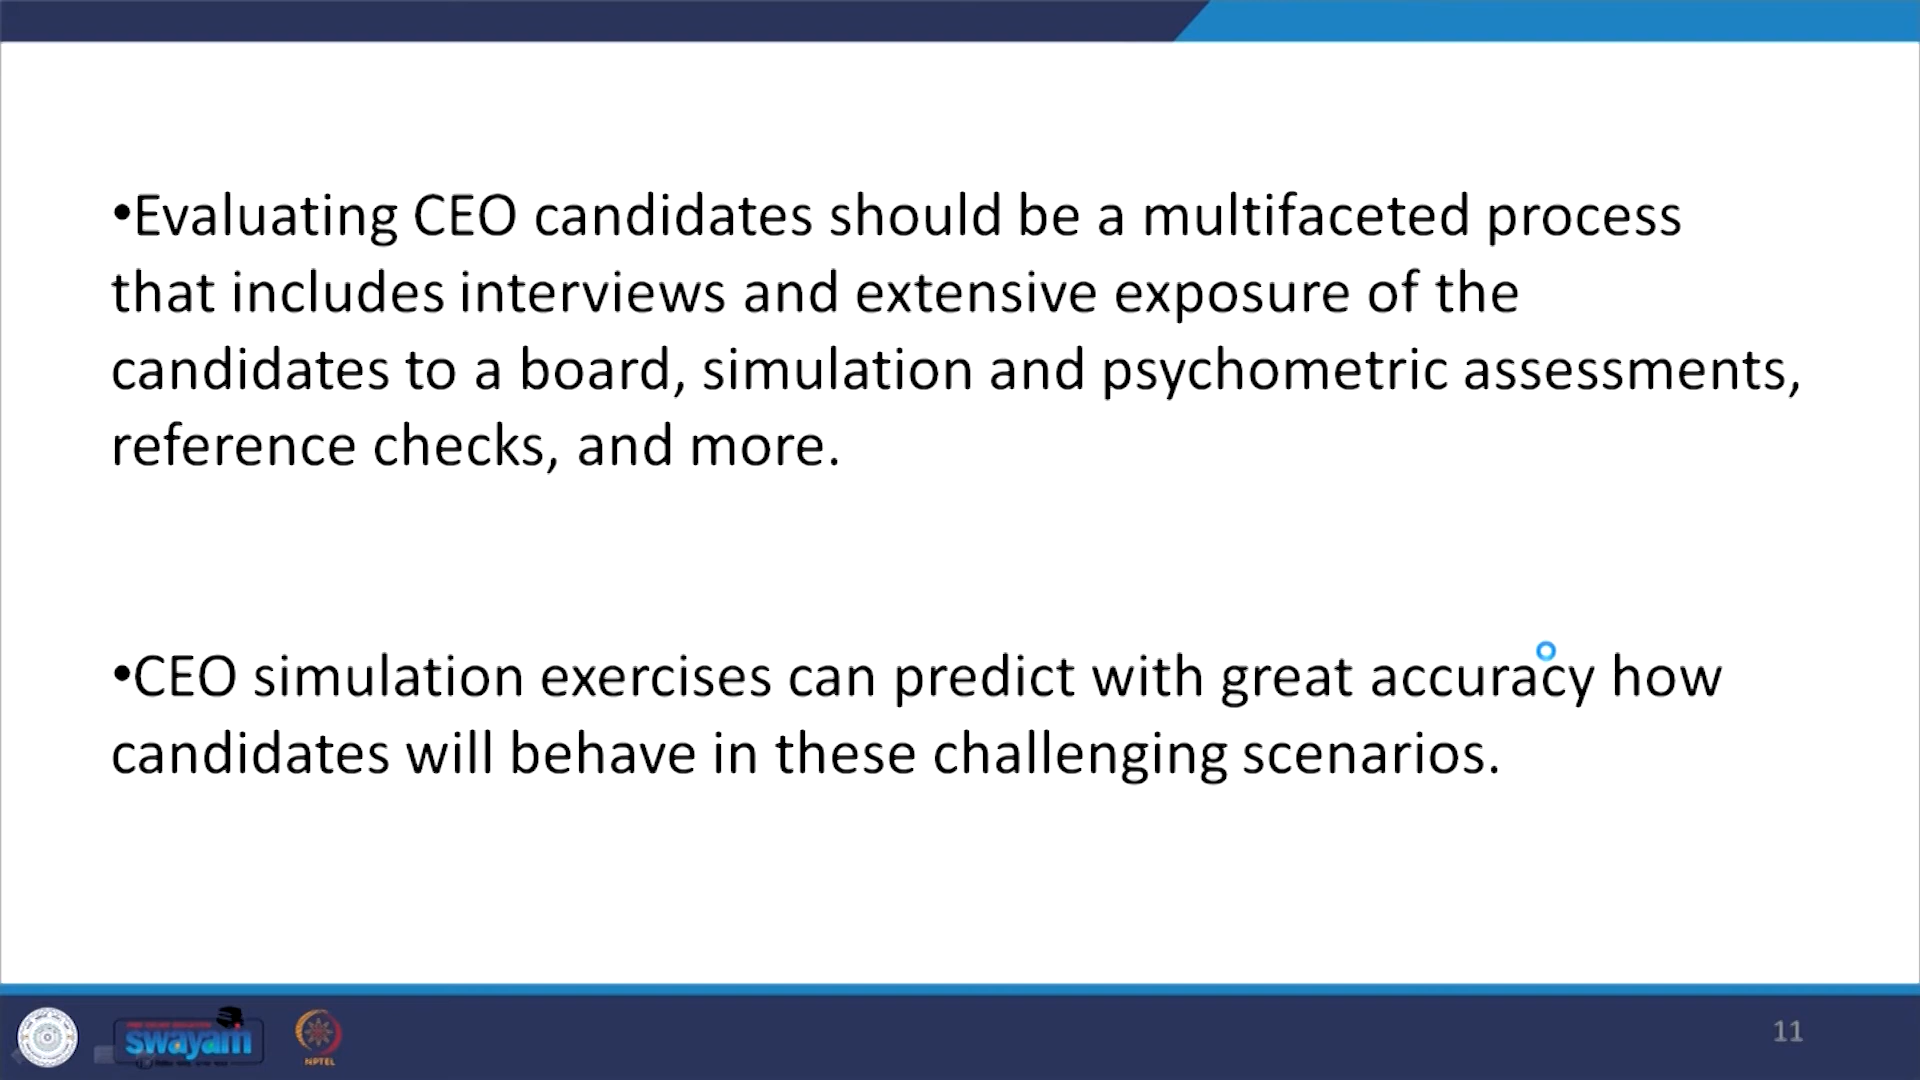 •Evaluating CEO candidates should be a multifaceted process
that includes interviews and extensive exposure of the
candidates to a board, simulation and psychometric assessments,
reference checks, and more.
•CEO simulation exercises can predict with great accuracy how
candidates will behave in these challenging scenarios.
swayam
NPTEL
11